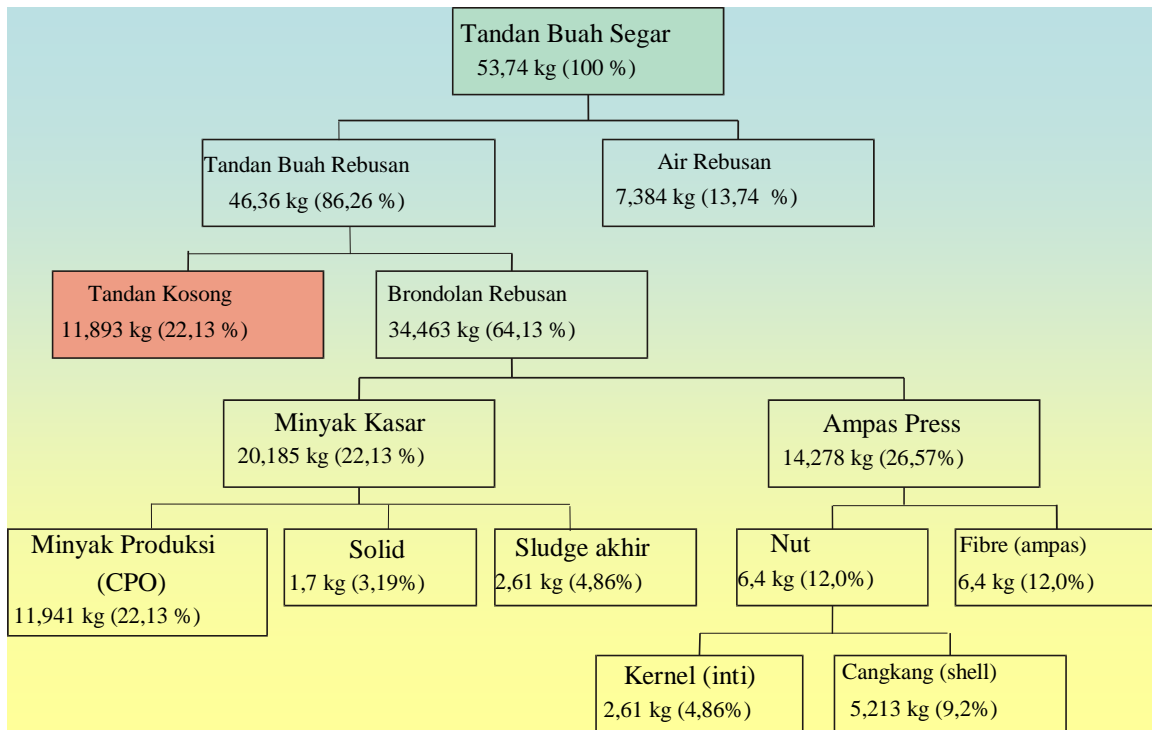 Tandan Buah Segar
53,74 kg (100 %)
Tandan Buah Rebusan
46,36 kg (86,26 %)
Air Rebusan
7,384 kg (13,74 %)
Tandan Kosong
11,893 kg (22,13 %)
Brondolan Rebusan
34,463 kg (64,13 %)
Minyak Kasar
20,185 kg (22,13 %)
Ampas Press
14,278 kg (26,57%)
Minyak Produksi
(CPO)
11,941 kg (22,13 %)
Solid
1,7 kg (3,19%)
Sludge akhir
2,61 kg (4,86%)
Nut
6,4 kg (12,0%)
Fibre (ampas)
6,4 kg (12,0%)
Kernel (inti)
2,61 kg (4,86%)
Cangkang (shell)
5,213 kg (9,2%)